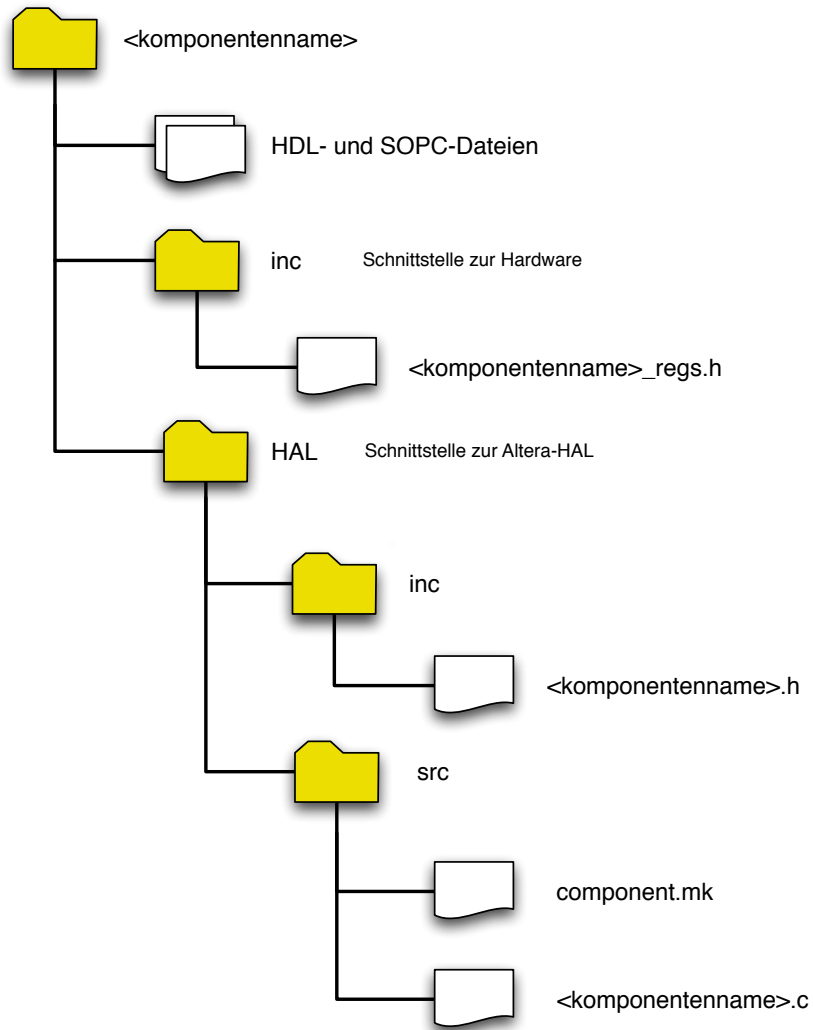 <komponentenname>
HDL- und SOPC-Dateien
inc Schnittstelle zur Hardware
<komponentenname>_regs.h
HAL Schnittstelle zur Altera-HAL
inc
<komponentenname>.h
src
component.mk
<komponentenname>.c